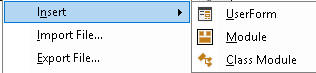 Insert
Import File...
Export File...
UserForm
Module
Class Module